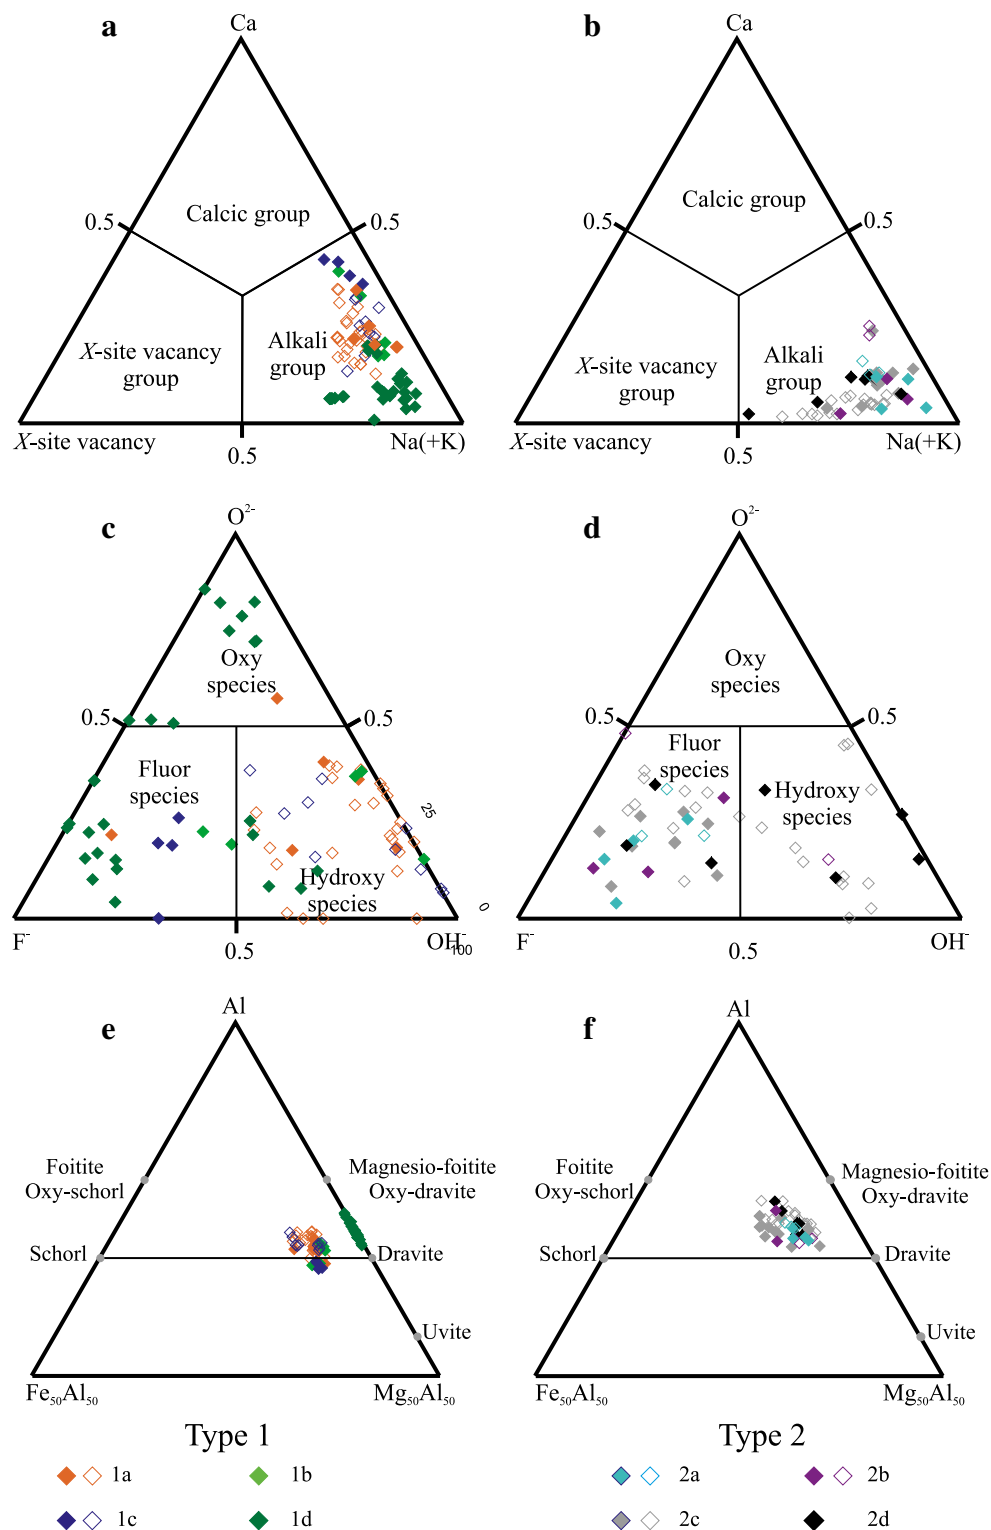 a
Ca
0.5
0.5
Calcic group
X-site vacancy
group
Alkali
group
X-site vacancy
0.5
Na(+K)
b
Ca
0.5
0.5
Calcic group
X-site vacancy
group
Alkali
group
X-site vacancy
0.5
Na(+K)
c
O²⁻
Oxy
species
0.5
0.5
Fluor
species
25
Hydroxy
species
0
F⁻
0.5
OH⁻
100
d
O²⁻
Oxy
species
0.5
0.5
Fluor
species
Hydroxy
species
F⁻
0.5
OH⁻
e
Al
Foitite
Oxy-schorl
Magnesio-foitite
Oxy-dravite
Schorl
Dravite
Uvite
Fe₅₀Al₅₀
Mg₅₀Al₅₀
f
Al
Foitite
Oxy-schorl
Magnesio-foitite
Oxy-dravite
Schorl
Dravite
Uvite
Fe₅₀Al₅₀
Mg₅₀Al₅₀
Type 1
1a
1b
1c
1d
Type 2
2a
2b
2c
2d